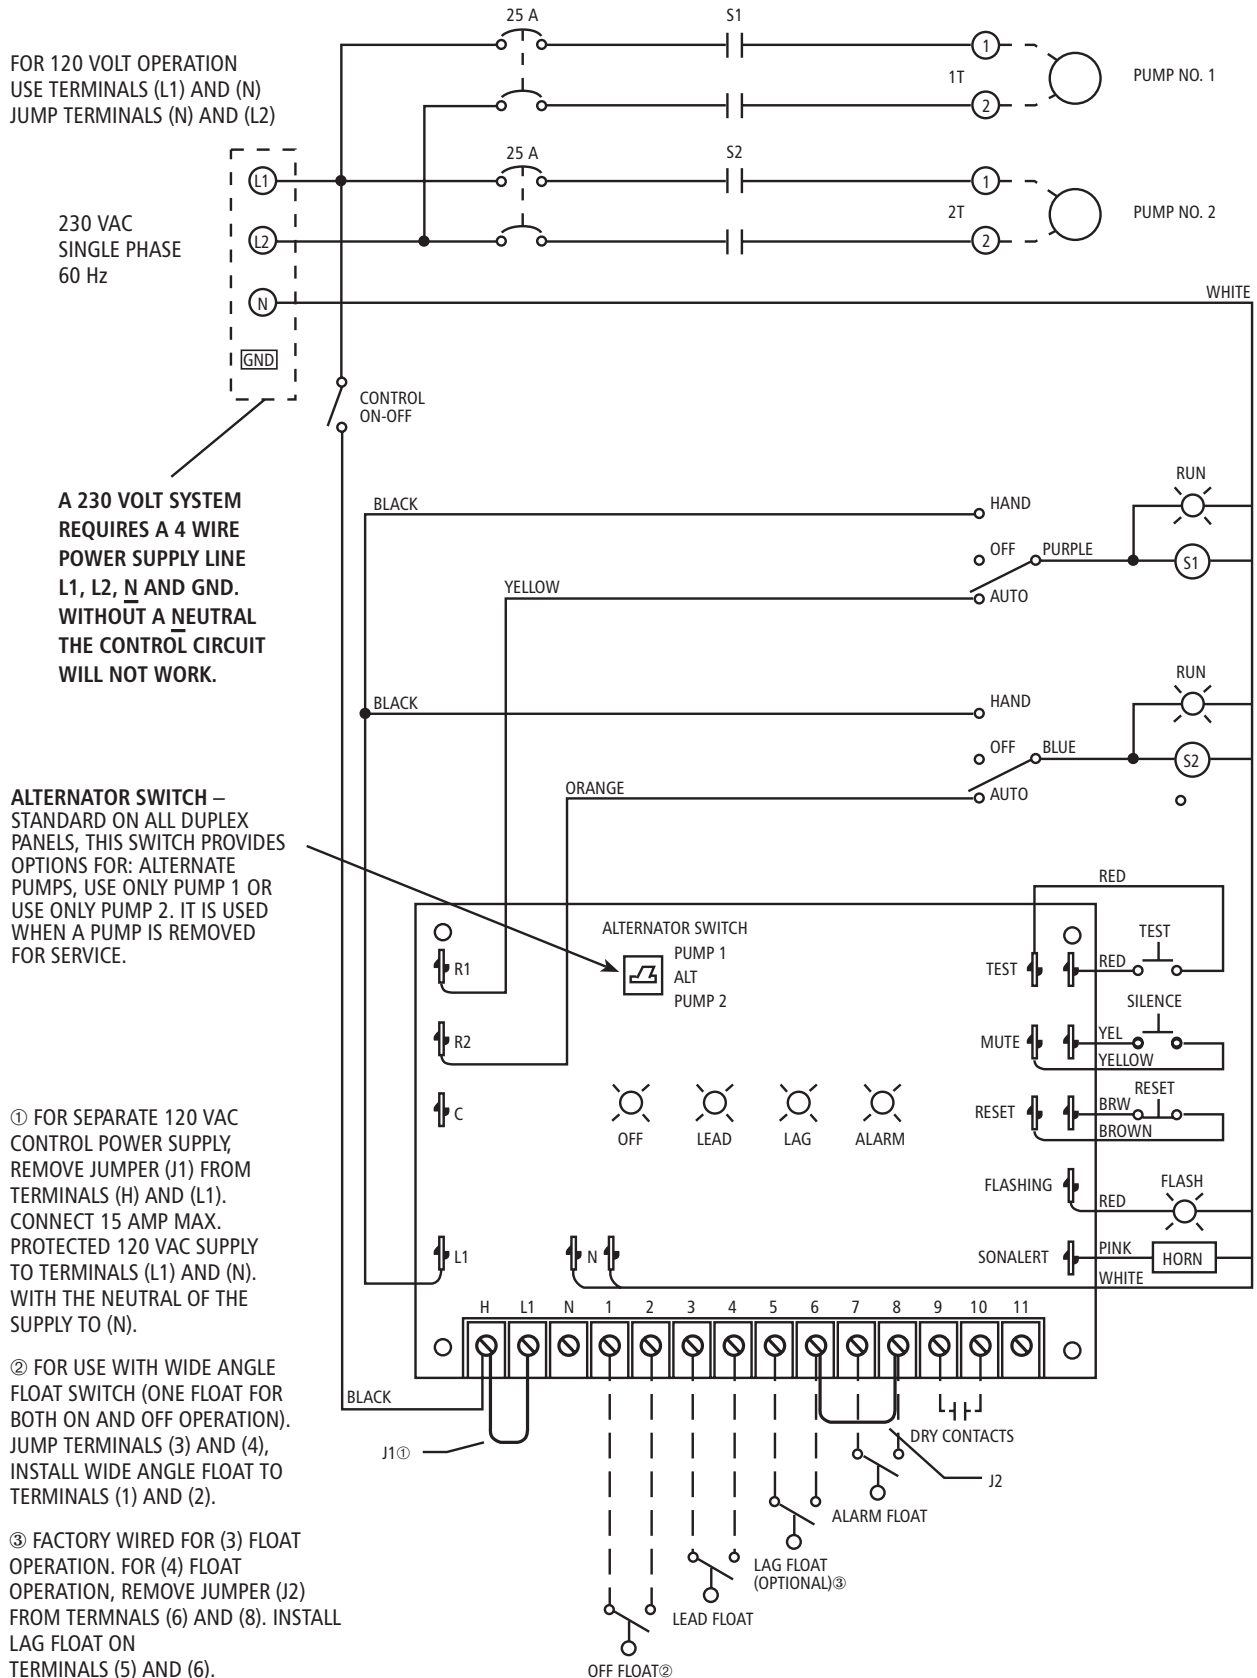 25 A
S1
FOR 120 VOLT OPERATION
USE TERMINALS (L1) AND (N)
JUMP TERMINALS (N) AND (L2)
1
1T
2
PUMP NO. 1
25 A
S2
L1
1
230 VAC
SINGLE PHASE
60 Hz
L2
2T
2
PUMP NO. 2
N
WHITE
GND
CONTROL
ON-OFF
A 230 VOLT SYSTEM
REQUIRES A 4 WIRE
POWER SUPPLY LINE
L1, L2, N AND GND.
WITHOUT A NEUTRAL
THE CONTROL CIRCUIT
WILL NOT WORK.
BLACK
HAND
RUN
OFF
PURPLE
S1
YELLOW
AUTO
BLACK
HAND
RUN
OFF
BLUE
S2
ORANGE
AUTO
ALTERNATOR SWITCH –
STANDARD ON ALL DUPLEX
PANELS, THIS SWITCH PROVIDES
OPTIONS FOR: ALTERNATE
PUMPS, USE ONLY PUMP 1 OR
USE ONLY PUMP 2. IT IS USED
WHEN A PUMP IS REMOVED
FOR SERVICE.
RED
ALTERNATOR SWITCH
PUMP 1
ALT
PUMP 2
R1
TEST
RED
TEST
SILENCE
R2
MUTE
YEL
YELLOW
C
OFF
LEAD
LAG
ALARM
RESET
RESET
BRW
BROWN
FLASHING
RED
FLASH
L1
N
SONALERT
PINK
HORN
WHITE
① FOR SEPARATE 120 VAC
CONTROL POWER SUPPLY,
REMOVE JUMPER (J1) FROM
TERMINALS (H) AND (L1).
CONNECT 15 AMP MAX.
PROTECTED 120 VAC SUPPLY
TO TERMINALS (L1) AND (N).
WITH THE NEUTRAL OF THE
SUPPLY TO (N).
H L1 N 1 2 3 4 5 6 7 8 9 10 11
BLACK
J1①
DRY CONTACTS
J2
ALARM FLOAT
LAG FLOAT
(OPTIONAL)③
LEAD FLOAT
OFF FLOAT②
② FOR USE WITH WIDE ANGLE
FLOAT SWITCH (ONE FLOAT FOR
BOTH ON AND OFF OPERATION).
JUMP TERMINALS (3) AND (4),
INSTALL WIDE ANGLE FLOAT TO
TERMINALS (1) AND (2).
③ FACTORY WIRED FOR (3) FLOAT
OPERATION. FOR (4) FLOAT
OPERATION, REMOVE JUMPER (J2)
FROM TERMNALS (6) AND (8). INSTALL
LAG FLOAT ON
TERMINALS (5) AND (6).